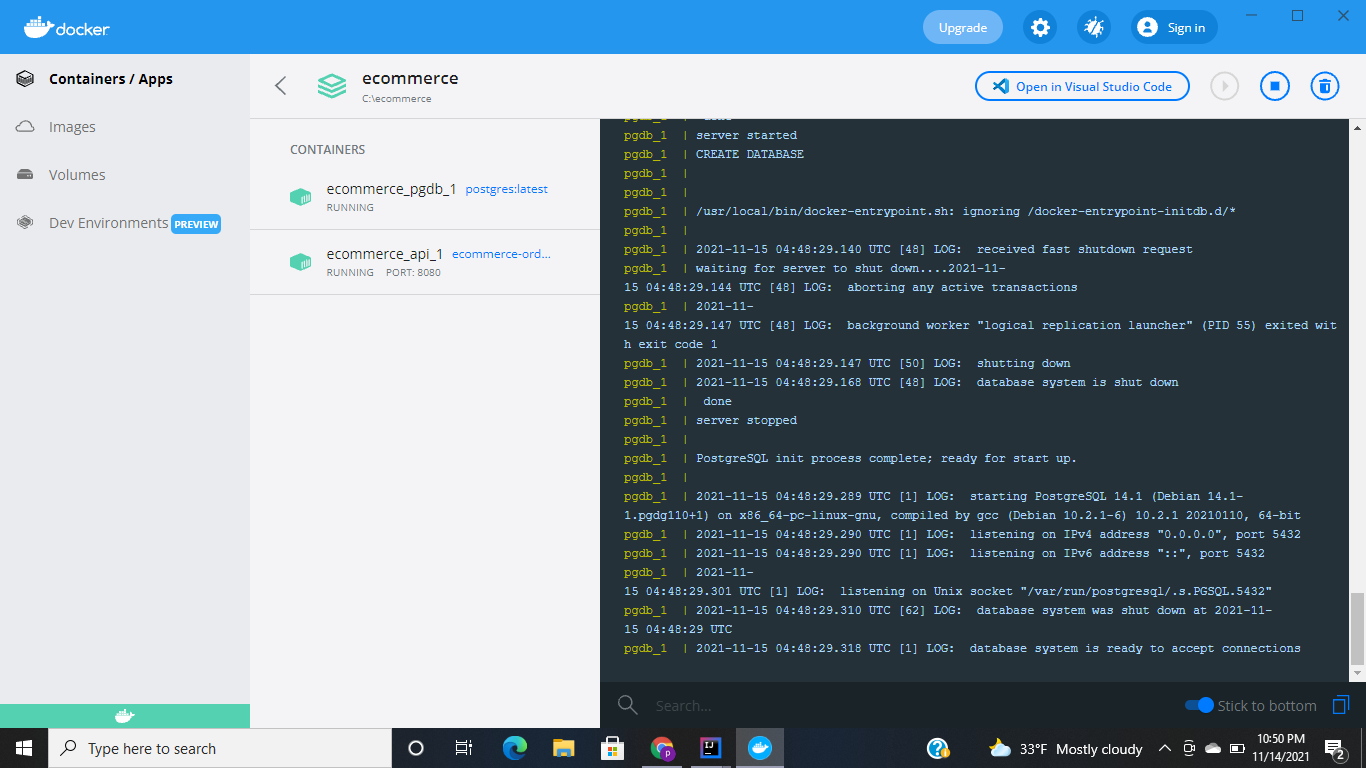 docker
Upgrade
Sign in
Containers / Apps
Images
Volumes
Dev Environments PREVIEW
ecommerce
C:\ecommerce
Open in Visual Studio Code
CONTAINERS
ecommerce_pgdb_1 postgres:latest
RUNNING
ecommerce_api_1 ecommerce-ord...
RUNNING PORT: 8080
pgdb_1 | done
pgdb_1 | server started
pgdb_1 | CREATE DATABASE
pgdb_1 |
pgdb_1 |
pgdb_1 | /usr/local/bin/docker-entrypoint.sh: ignoring /docker-entrypoint-initdb.d/*
pgdb_1 |
pgdb_1 | 2021-11-15 04:48:29.140 UTC [48] LOG:  received fast shutdown request
pgdb_1 | waiting for server to shut down....2021-11-
15 04:48:29.144 UTC [48] LOG:  aborting any active transactions
pgdb_1 | 2021-11-
15 04:48:29.147 UTC [48] LOG:  background worker "logical replication launcher" (PID 55) exited wit
h exit code 1
pgdb_1 | 2021-11-15 04:48:29.147 UTC [50] LOG:  shutting down
pgdb_1 | 2021-11-15 04:48:29.168 UTC [48] LOG:  database system is shut down
pgdb_1 |  done
pgdb_1 | server stopped
pgdb_1 |
pgdb_1 | PostgreSQL init process complete; ready for start up.
pgdb_1 |
pgdb_1 | 2021-11-15 04:48:29.289 UTC [1] LOG:  starting PostgreSQL 14.1 (Debian 14.1-
1.pgdg110+1) on x86_64-pc-linux-gnu, compiled by gcc (Debian 10.2.1-6) 10.2.1 20210110, 64-bit
pgdb_1 | 2021-11-15 04:48:29.290 UTC [1] LOG:  listening on IPv4 address "0.0.0.0", port 5432
pgdb_1 | 2021-11-15 04:48:29.290 UTC [1] LOG:  listening on IPv6 address "::", port 5432
pgdb_1 | 2021-11-
15 04:48:29.301 UTC [1] LOG:  listening on Unix socket "/var/run/postgresql/.s.PGSQL.5432"
pgdb_1 | 2021-11-15 04:48:29.310 UTC [62] LOG:  database system was shut down at 2021-11-
15 04:48:29 UTC
pgdb_1 | 2021-11-15 04:48:29.318 UTC [1] LOG:  database system is ready to accept connections
Search...
Stick to bottom
Type here to search
33°F Mostly cloudy
10:50 PM
11/14/2021
2